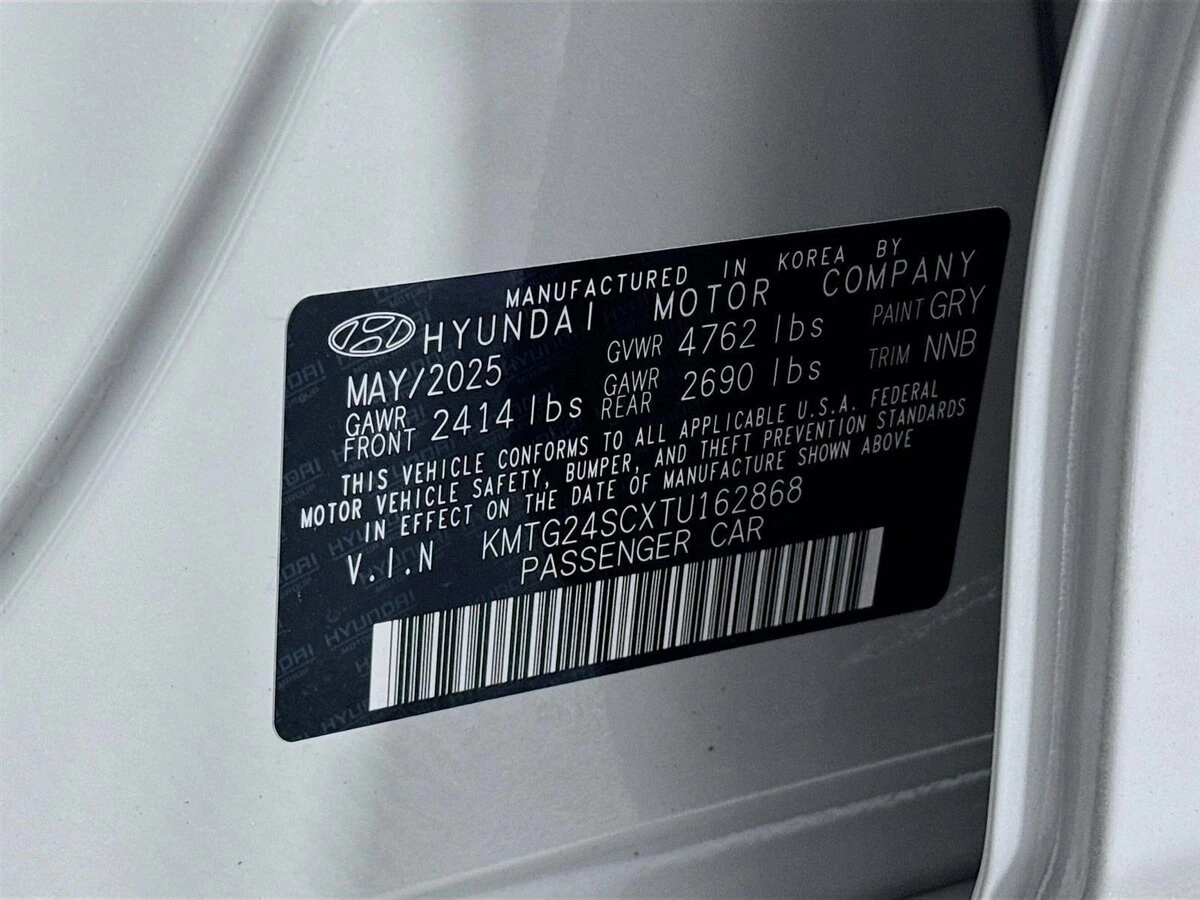 MANUFACTURED IN KOREA BY
HYUNDAI MOTOR COMPANY
MAY/2025 GVWR 4762 lbs PAINT GRY
GAWR FRONT 2414 lbs GAWR REAR 2690 lbs TRIM NNB
THIS VEHICLE CONFORMS TO ALL APPLICABLE U.S.A. FEDERAL
MOTOR VEHICLE SAFETY, BUMPER, AND THEFT PREVENTION STANDARDS
IN EFFECT ON THE DATE OF MANUFACTURE SHOWN ABOVE
V.I.N KMTG24SCXTU162868
PASSENGER CAR